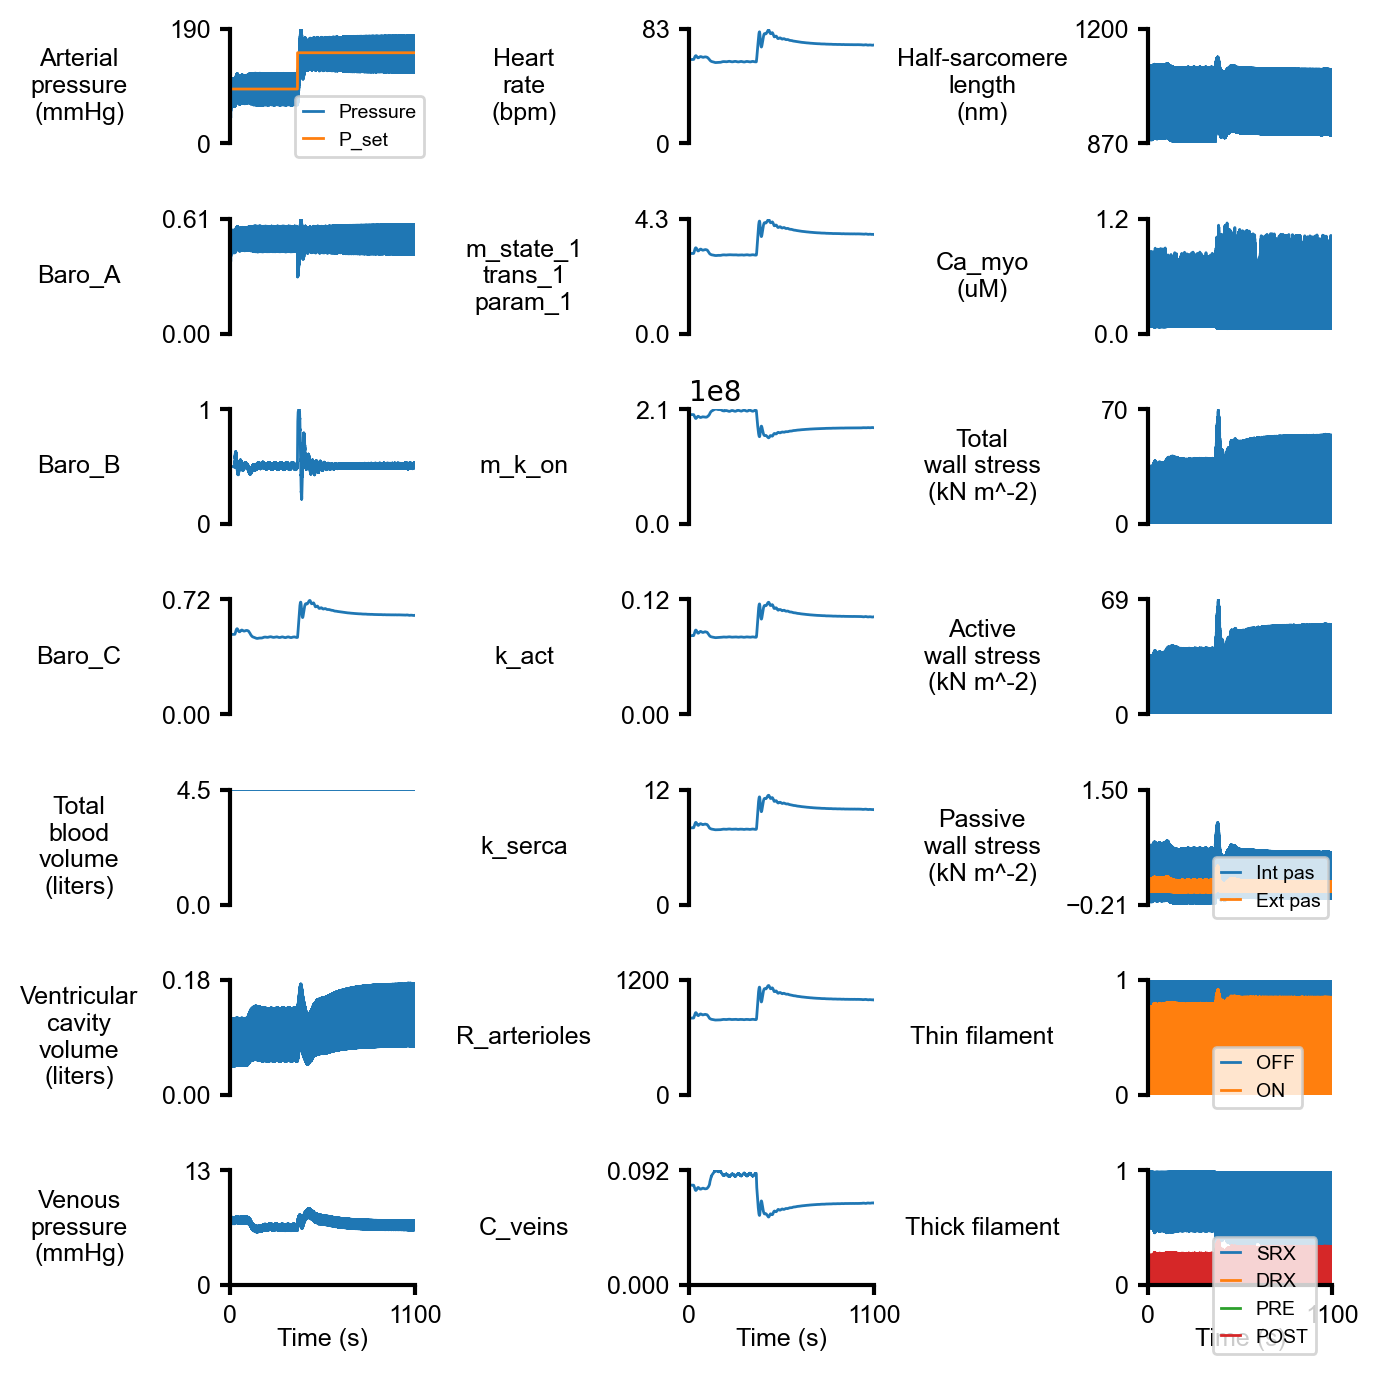 Arterial
pressure
(mmHg)
190
0
Pressure
P_set
Heart
rate
(bpm)
83
0
Half-sarcomere
length
(nm)
1200
870
Baro_A
0.61
0.00
m_state_1
trans_1
param_1
4.3
0.0
Ca_myo
(uM)
1.2
0.0
Baro_B
1
0
m_k_on
1e8
2.1
0.0
Total
wall stress
(kN m^-2)
70
0
Baro_C
0.72
0.00
k_act
0.12
0.00
Active
wall stress
(kN m^-2)
69
0
Total
blood
volume
(liters)
4.5
0.0
k_serca
12
0
Passive
wall stress
(kN m^-2)
1.50
−0.21
Int pas
Ext pas
Ventricular
cavity
volume
(liters)
0.18
0.00
R_arterioles
1200
0
Thin filament
1
0
OFF
ON
Venous
pressure
(mmHg)
13
0
0
1100
Time (s)
C_veins
0.092
0.000
0
1100
Time (s)
Thick filament
1
0
SRX
DRX
PRE
POST
0
1100
Time (s)